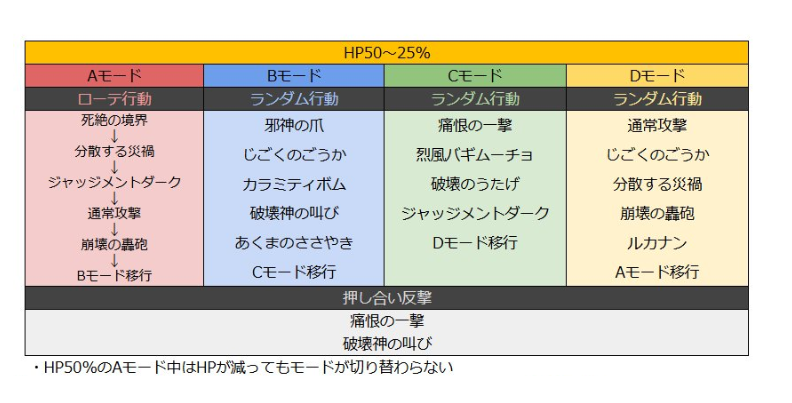 HP50～25%
Aモード
Bモード
Cモード
Dモード
ローテ行動
ランダム行動
ランダム行動
ランダム行動
死絶の境界
↓
分散する災禍
↓
ジャッジメントダーク
↓
通常攻撃
↓
崩壊の轟砲
↓
Bモード移行
邪神の爪
じごくのごうか
カラミティボム
破壊神の叫び
あくまのささやき
Cモード移行
痛恨の一撃
烈風バギムーチョ
破壊のうたげ
ジャッジメントダーク
Dモード移行
通常攻撃
じごくのごうか
分散する災禍
崩壊の轟砲
ルカナン
Aモード移行
押し合い反撃
痛恨の一撃
破壊神の叫び
・HP50%のAモード中はHPが減ってもモードが切り替わらない